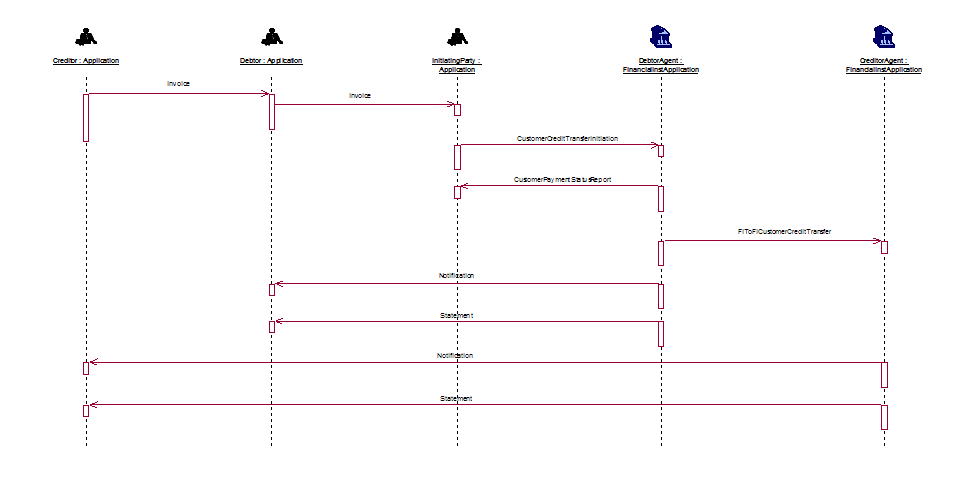 Creditor : Application
Debtor : Application
InitiatingParty :
Application
DebtorAgent :
FinancialInstApplication
CreditorAgent :
FinancialInstApplication
Invoice
Invoice
CustomerCreditTransferInitiation
CustomerPaymentStatusReport
FIToFICustomerCreditTransfer
Notification
Statement
Notification
Statement